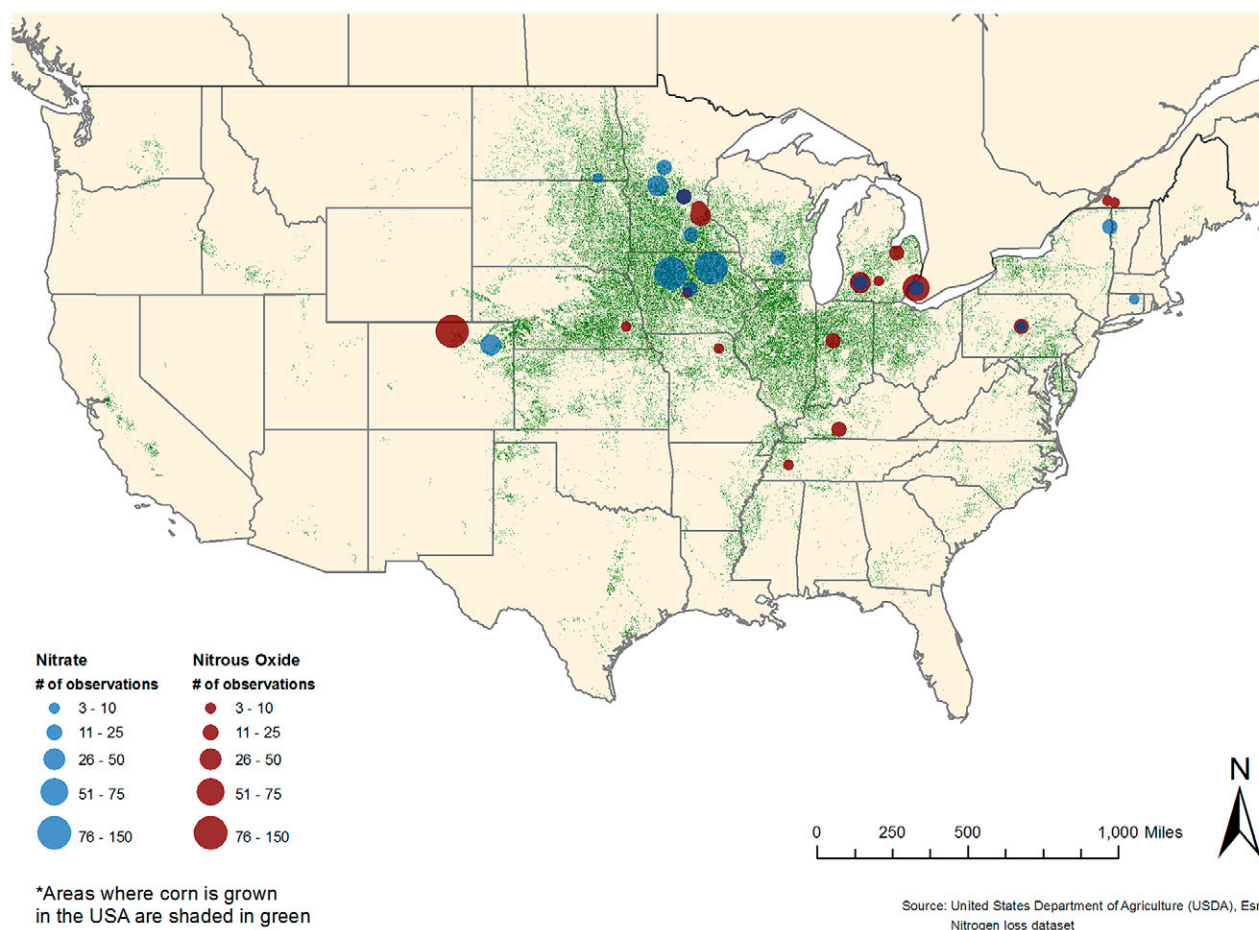 Nitrate
# of observations
3 - 10
11 - 25
26 - 50
51 - 75
76 - 150
Nitrous Oxide
# of observations
3 - 10
11 - 25
26 - 50
51 - 75
76 - 150
*Areas where corn is grown
in the USA are shaded in green
N
0 250 500 1,000 Miles
Source: United States Department of Agriculture (USDA), Esr
Nitrogen loss dataset